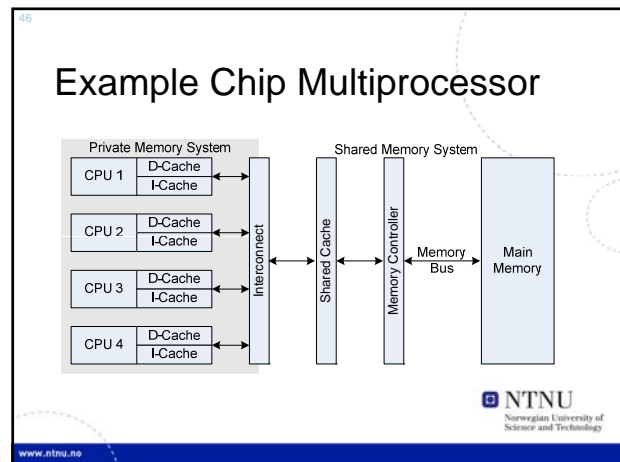 46
Example Chip Multiprocessor
Private Memory System
Shared Memory System
CPU 1
D-Cache
I-Cache
CPU 2
D-Cache
I-Cache
CPU 3
D-Cache
I-Cache
CPU 4
D-Cache
I-Cache
Interconnect
Shared Cache
Memory Controller
Memory
Bus
Main
Memory
NTNU
Norwegian University of
Science and Technology
www.ntnu.no